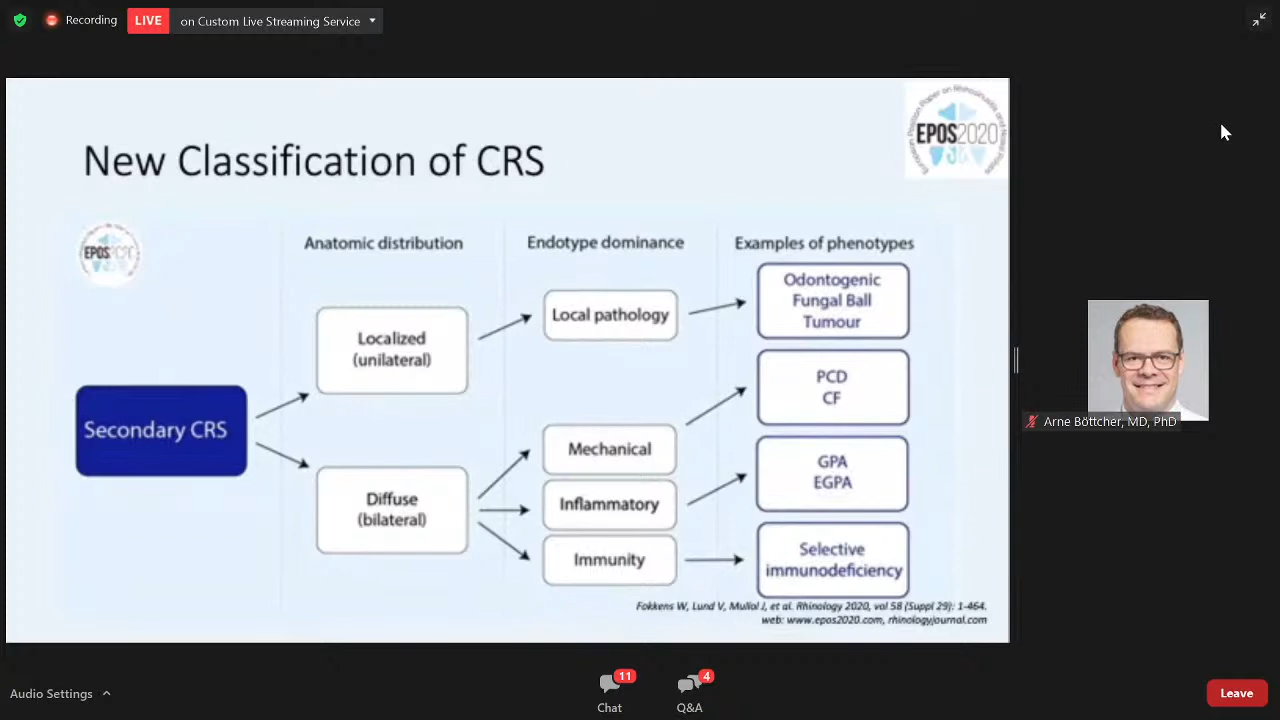 Recording
LIVE
on Custom Live Streaming Service
EPOS2020
New Classification of CRS
Anatomic distribution
Endotype dominance
Examples of phenotypes
Secondary CRS
Localized
(unilateral)
Diffuse
(bilateral)
Local pathology
Mechanical
Inflammatory
Immunity
Odontogenic
Fungal Ball
Tumour
PCD
CF
GPA
EGPA
Selective
immunodeficiency
Fokkens W, Lund V, Mullol J, et al. Rhinology 2020, vol 58 (Suppl 29): 1-464.
web: www.epos2020.com, rhinologyjournal.com
Arne Böttcher, MD, PhD
Audio Settings
11
Chat
4
Q&A
Leave